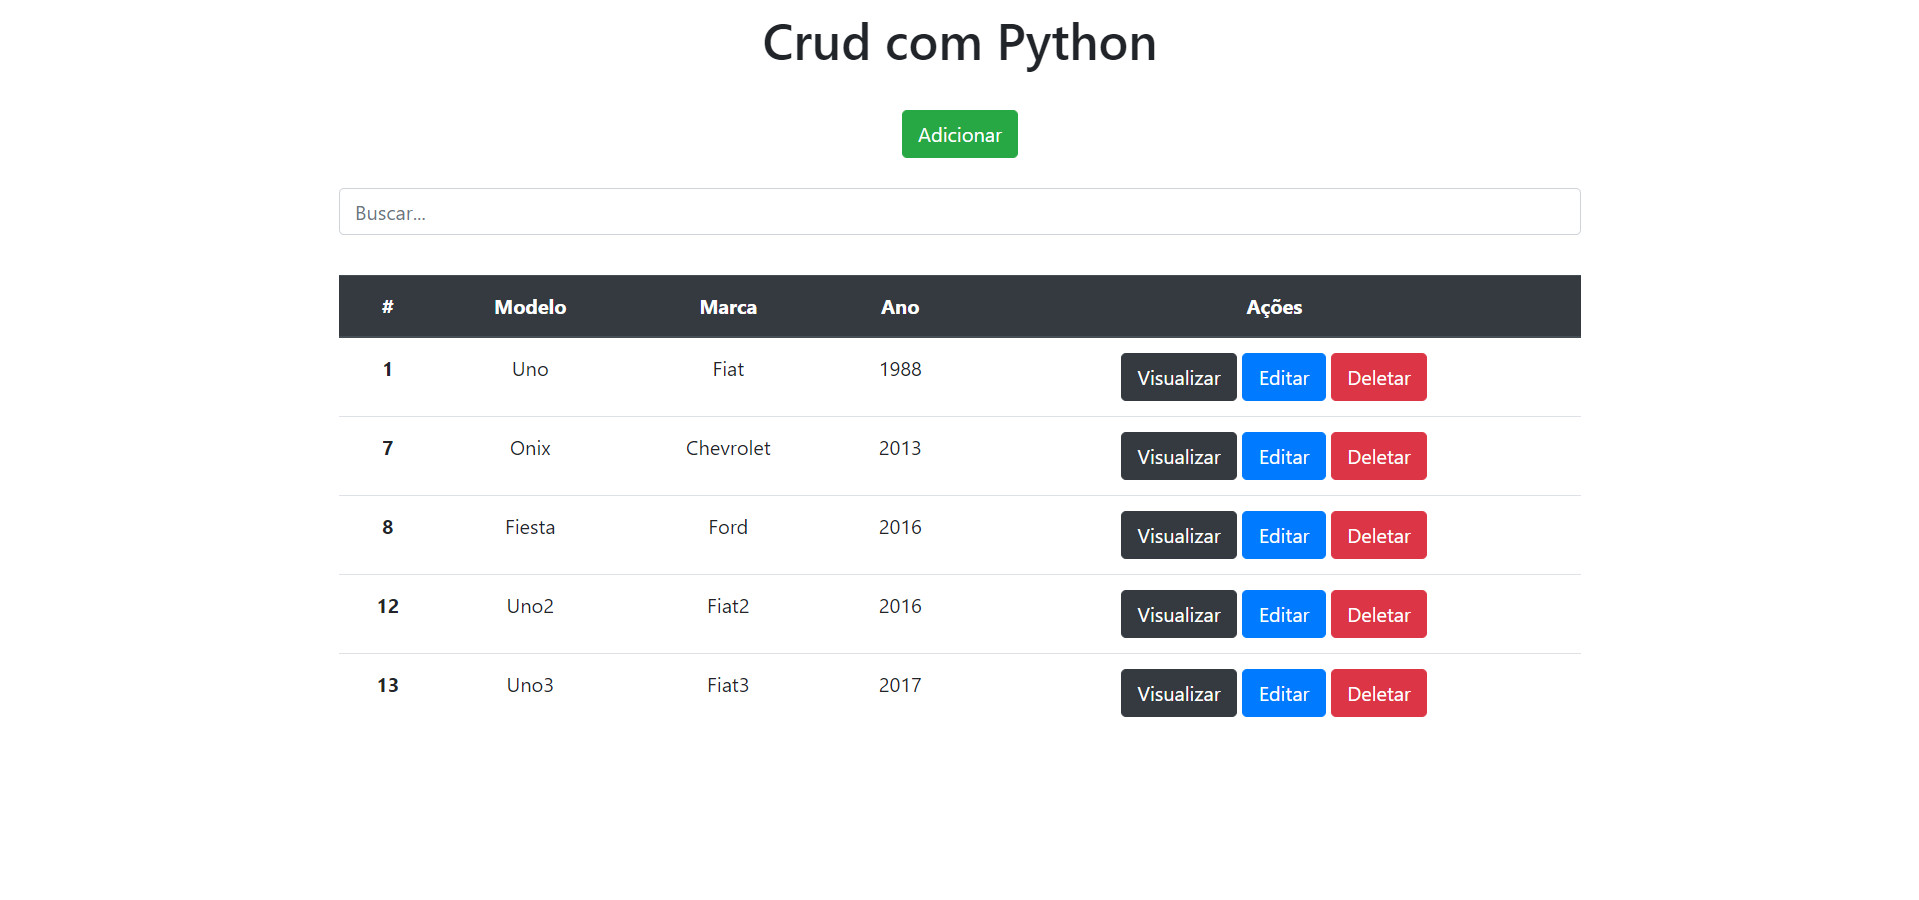 Crud com Python
Adicionar
Buscar...
# Modelo Marca Ano Ações
1 Uno Fiat 1988 Visualizar Editar Deletar
7 Onix Chevrolet 2013 Visualizar Editar Deletar
8 Fiesta Ford 2016 Visualizar Editar Deletar
12 Uno2 Fiat2 2016 Visualizar Editar Deletar
13 Uno3 Fiat3 2017 Visualizar Editar Deletar